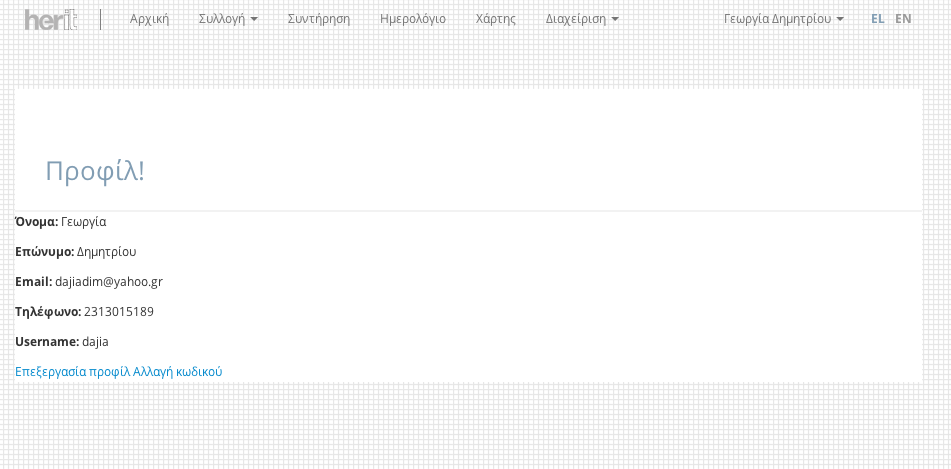 herit Αρχική Συλλογή Συντήρηση Ημερολόγιο Χάρτης Διαχείριση Γεωργία Δημητρίου EL EN
Προφίλ!
Όνομα: Γεωργία
Επώνυμο: Δημητρίου
Email: dajiadim@yahoo.gr
Τηλέφωνο: 2313015189
Username: dajia
Επεξεργασία προφίλ Αλλαγή κωδικού